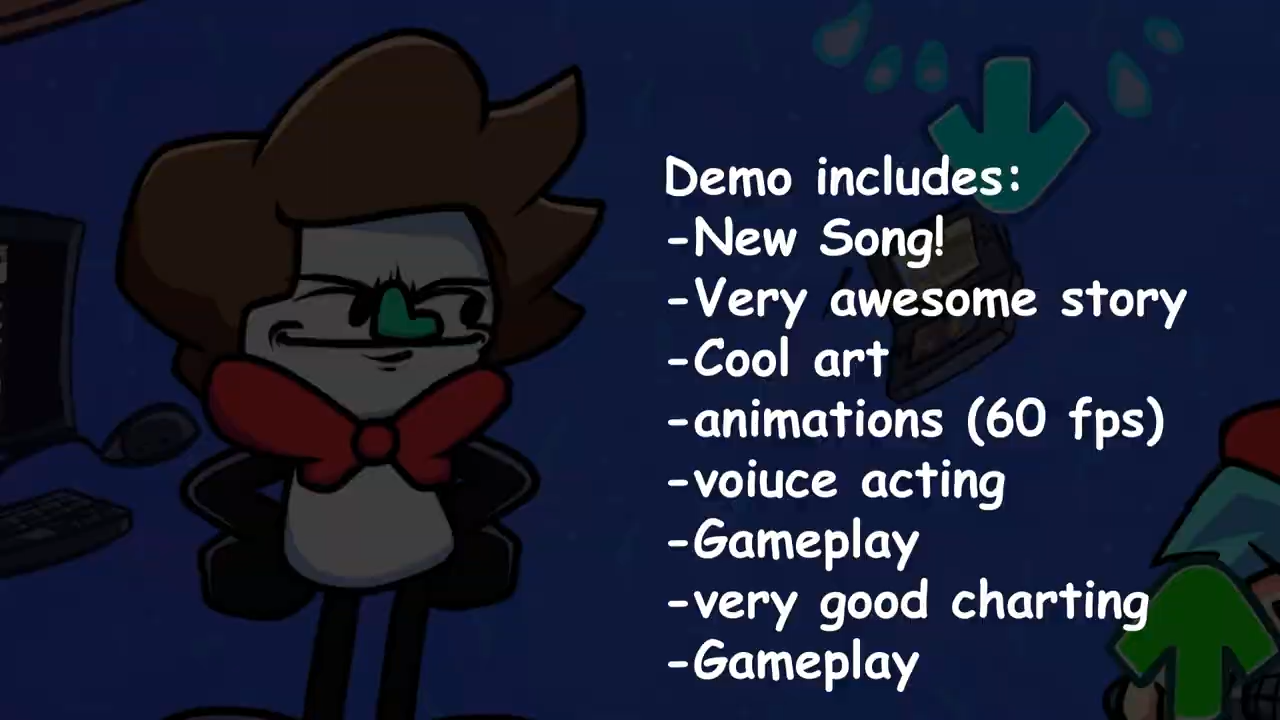 Demo includes:
-New Song!
-Very awesome story
-Cool art
-animations (60 fps)
-voiuce acting
-Gameplay
-very good charting
-Gameplay